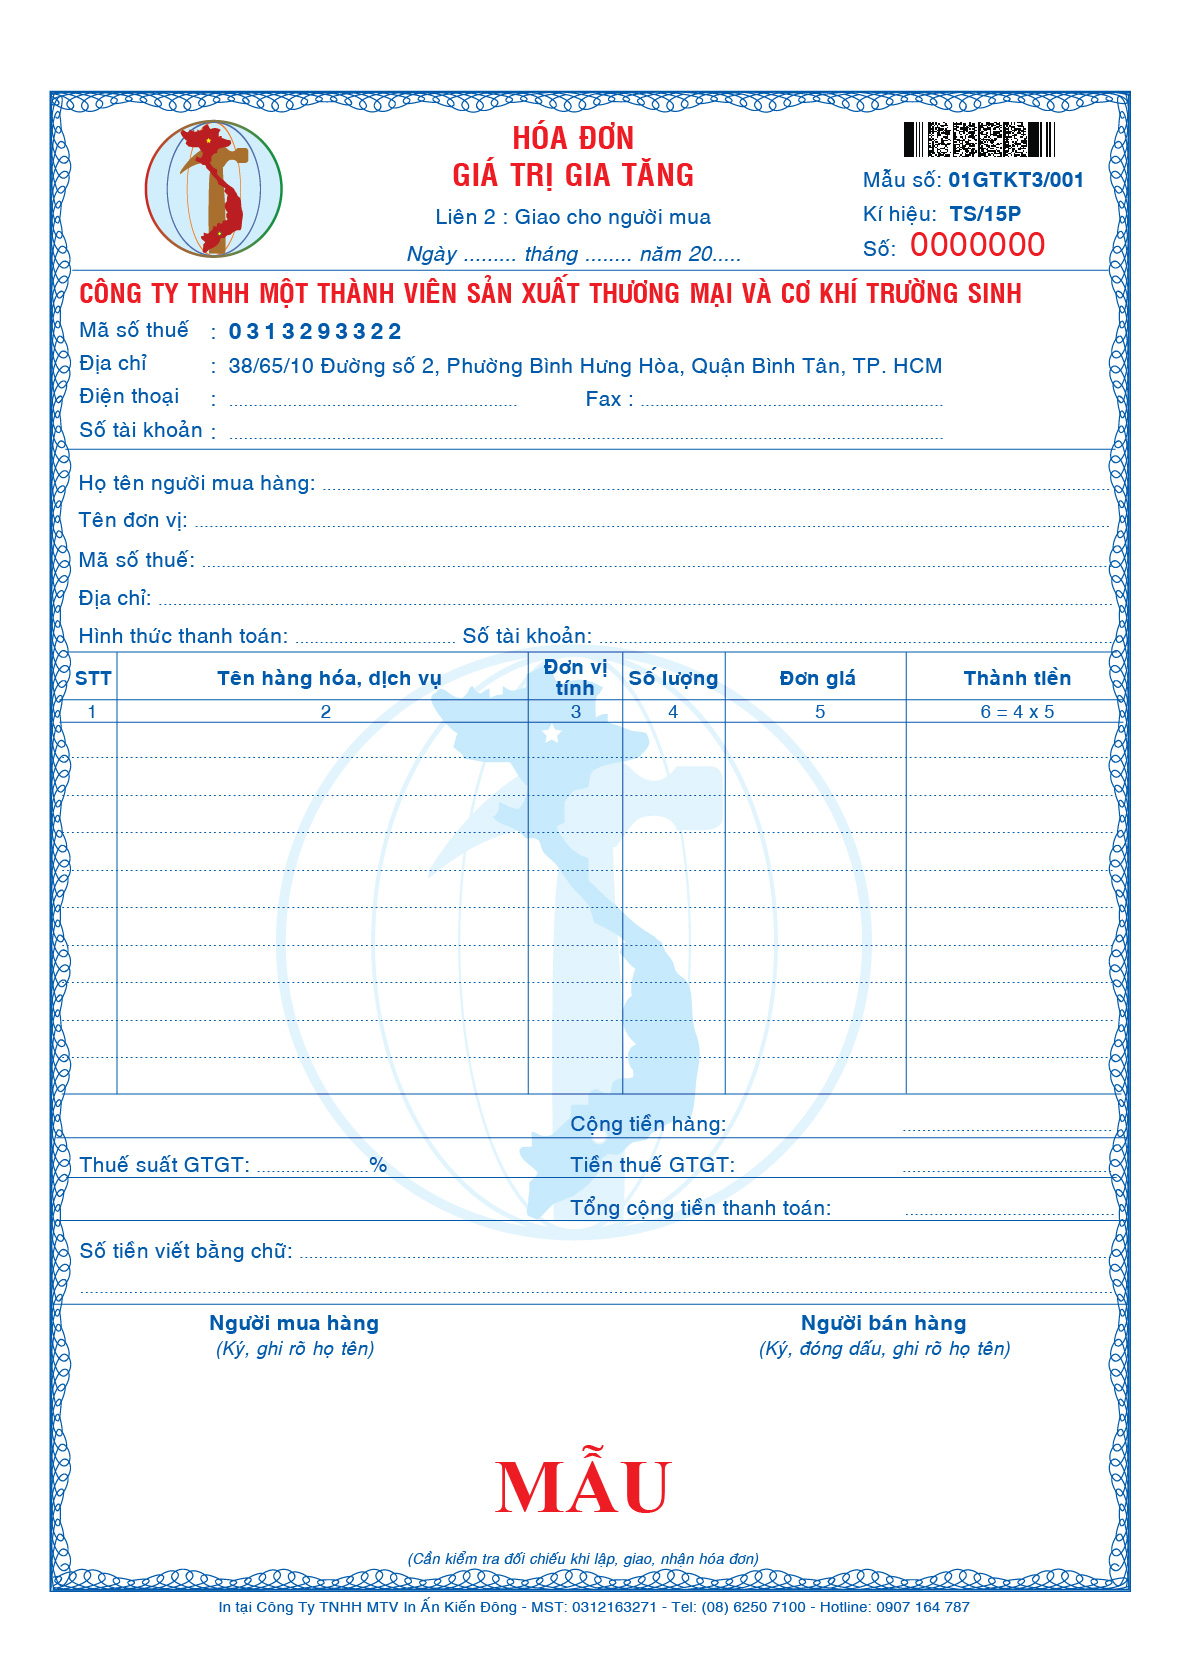 HÓA ĐƠN
GIÁ TRỊ GIA TĂNG
Liên 2 : Giao cho người mua
Ngày ......... tháng ........ năm 20.....
Mẫu số: 01GTKT3/001
Kí hiệu: TS/15P
Số: 0000000
CÔNG TY TNHH MỘT THÀNH VIÊN SẢN XUẤT THƯƠNG MẠI VÀ CƠ KHÍ TRƯỜNG SINH
Mã số thuế : 0313293322
Địa chỉ : 38/65/10 Đường số 2, Phường Bình Hưng Hòa, Quận Bình Tân, TP. HCM
Điện thoại : Fax :
Số tài khoản :
Họ tên người mua hàng:
Tên đơn vị:
Mã số thuế:
Địa chỉ:
Hình thức thanh toán: Số tài khoản:
STT Tên hàng hóa, dịch vụ Đơn vị tính Số lượng Đơn giá Thành tiền
1 2 3 4 5 6 = 4 x 5
Cộng tiền hàng:
Thuế suất GTGT: % Tiền thuế GTGT:
Tổng cộng tiền thanh toán:
Số tiền viết bằng chữ:
Người mua hàng Người bán hàng
(Ký, ghi rõ họ tên) (Ký, đóng dấu, ghi rõ họ tên)
MẪU
(Cần kiểm tra đối chiếu khi lập, giao, nhận hóa đơn)
In tại Công Ty TNHH MTV In Ấn Kiến Đông - MST: 0312163271 - Tel: (08) 6250 7100 - Hotline: 0907 164 787